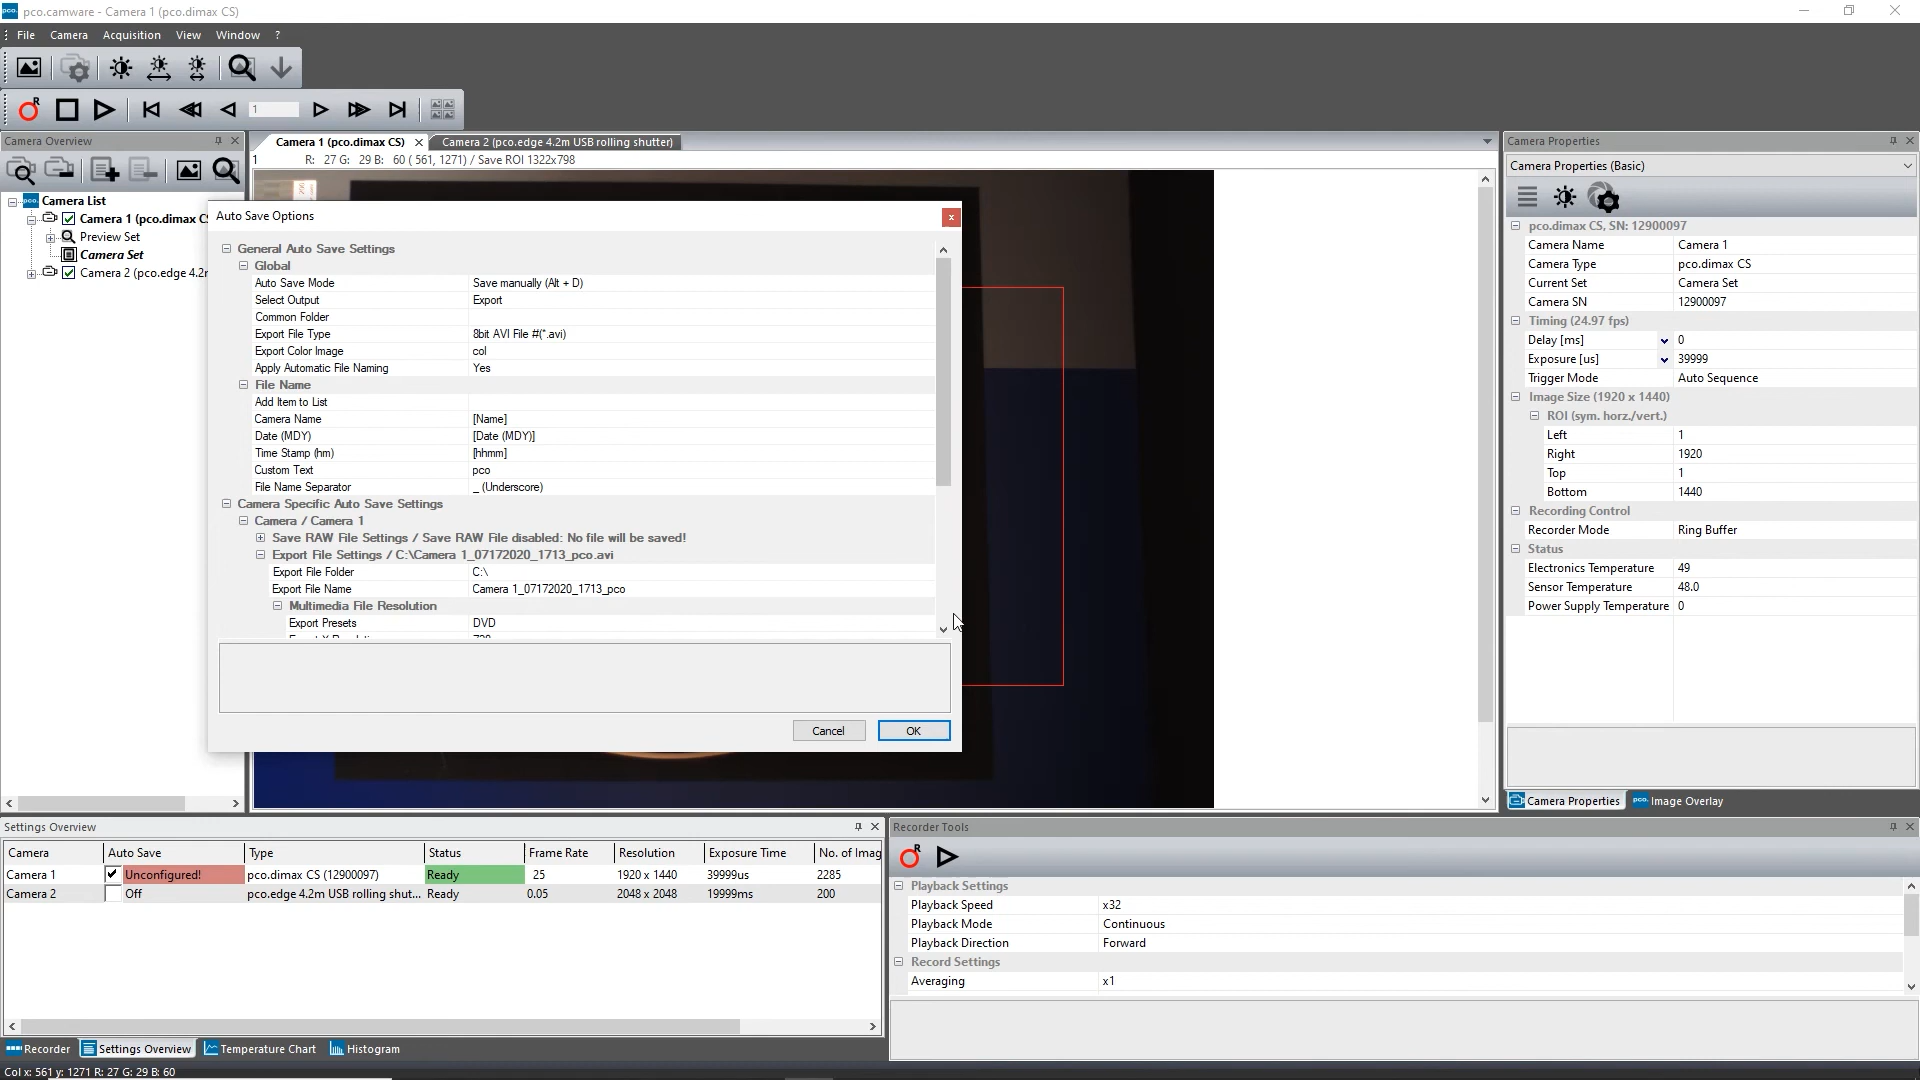 pco. pco.camware - Camera 1 (pco.dimax CS)
File Camera Acquisition View Window ?
R 1
Camera Overview
Camera List
Camera 1 (pco.dimax CS
Preview Set
Camera Set
Camera 2 (pco.edge 4.2r
Camera 1 (pco.dimax CS) Camera 2 (pco.edge 4.2m USB rolling shutter)
1 R: 27 G: 29 B: 60 ( 561, 1271) / Save ROI 1322x798
Auto Save Options
General Auto Save Settings
Global
Auto Save Mode Save manually (Alt + D)
Select Output Export
Common Folder
Export File Type 8bit AVI File #(*.avi)
Export Color Image col
Apply Automatic File Naming Yes
File Name
Add Item to List
Camera Name [Name]
Date (MDY) [Date (MDY)]
Time Stamp (hm) [hhmm]
Custom Text pco
File Name Separator _ (Underscore)
Camera Specific Auto Save Settings
Camera / Camera 1
Save RAW File Settings / Save RAW File disabled: No file will be saved!
Export File Settings / C:\Camera 1_07172020_1713_pco.avi
Export File Folder C:\
Export File Name Camera 1_07172020_1713_pco
Multimedia File Resolution
Export Presets DVD
Cancel OK
Camera Properties
Camera Properties (Basic)
pco.dimax CS, SN: 12900097
Camera Name Camera 1
Camera Type pco.dimax CS
Current Set Camera Set
Camera SN 12900097
Timing (24.97 fps)
Delay [ms] 0
Exposure [us] 39999
Trigger Mode Auto Sequence
Image Size (1920 x 1440)
ROI (sym. horz./vert.)
Left 1
Right 1920
Top 1
Bottom 1440
Recording Control
Recorder Mode Ring Buffer
Status
Electronics Temperature 49
Sensor Temperature 48.0
Power Supply Temperature 0
Camera Properties pco. Image Overlay
Settings Overview
Camera Auto Save Type Status Frame Rate Resolution Exposure Time No. of Imag
Camera 1 Unconfigured! pco.dimax CS (12900097) Ready 25 1920 x 1440 39999us 2285
Camera 2 Off pco.edge 4.2m USB rolling shut... Ready 0.05 2048 x 2048 19999ms 200
Recorder Settings Overview Temperature Chart Histogram
Recorder Tools
R
Playback Settings
Playback Speed x32
Playback Mode Continuous
Playback Direction Forward
Record Settings
Averaging x1
Col x: 561 y: 1271 R: 27 G: 29 B: 60